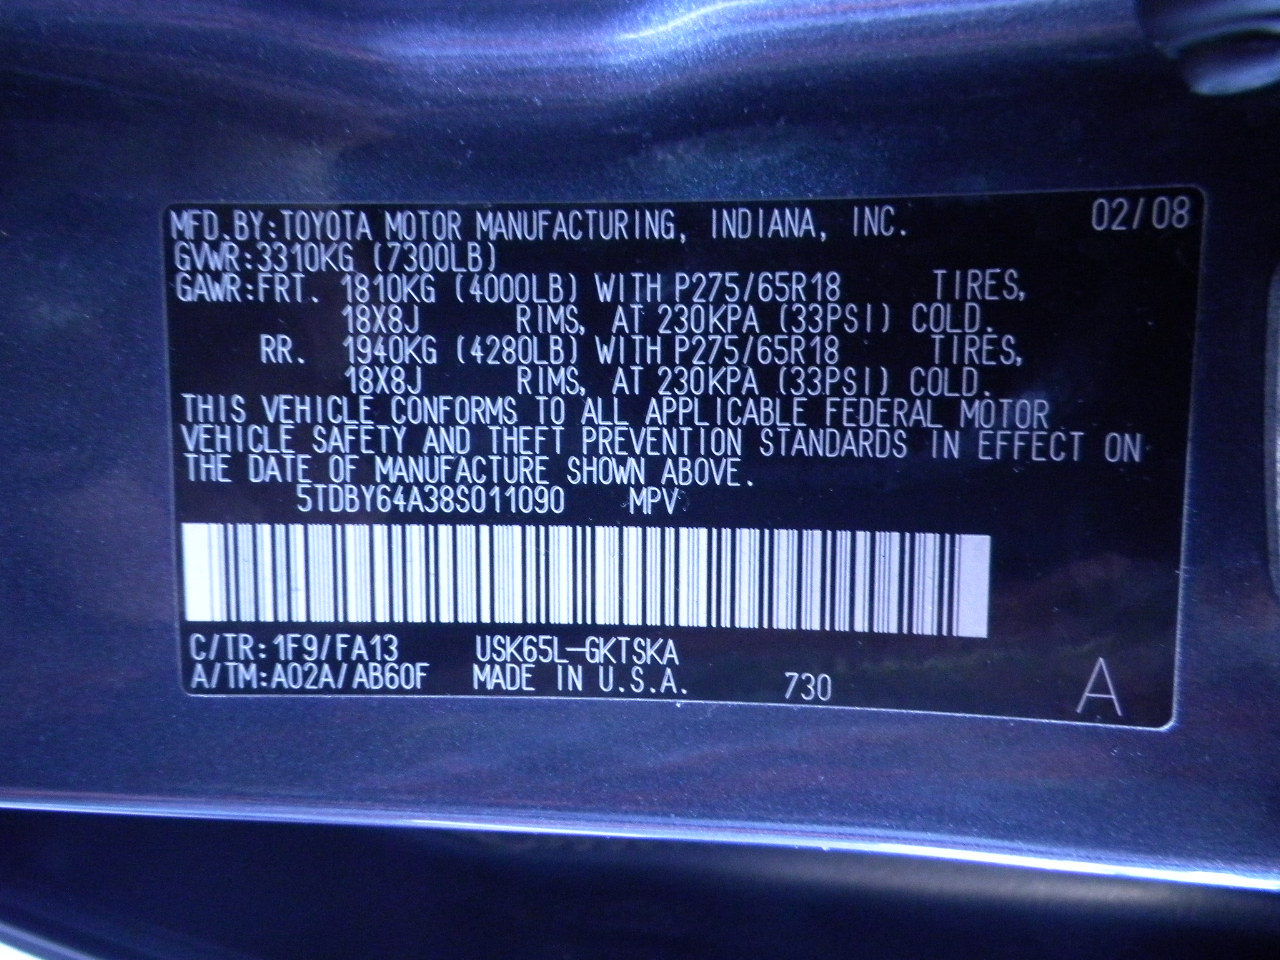 MFD.BY:TOYOTA MOTOR MANUFACTURING, INDIANA, INC. 02/08
GVWR:3310KG (7300LB)
GAWR:FRT. 1810KG (4000LB) WITH P275/65R18 TIRES,
18X8J RIMS, AT 230KPA (33PSI) COLD.
RR. 1940KG (4280LB) WITH P275/65R18 TIRES,
18X8J RIMS, AT 230KPA (33PSI) COLD.
THIS VEHICLE CONFORMS TO ALL APPLICABLE FEDERAL MOTOR
VEHICLE SAFETY AND THEFT PREVENTION STANDARDS IN EFFECT ON
THE DATE OF MANUFACTURE SHOWN ABOVE.
5TDBY64A38S011090 MPV
C/TR:1F9/FA13 USK65L-GKTSKA
A/TM:A02A/AB60F MADE IN U.S.A. 730 A